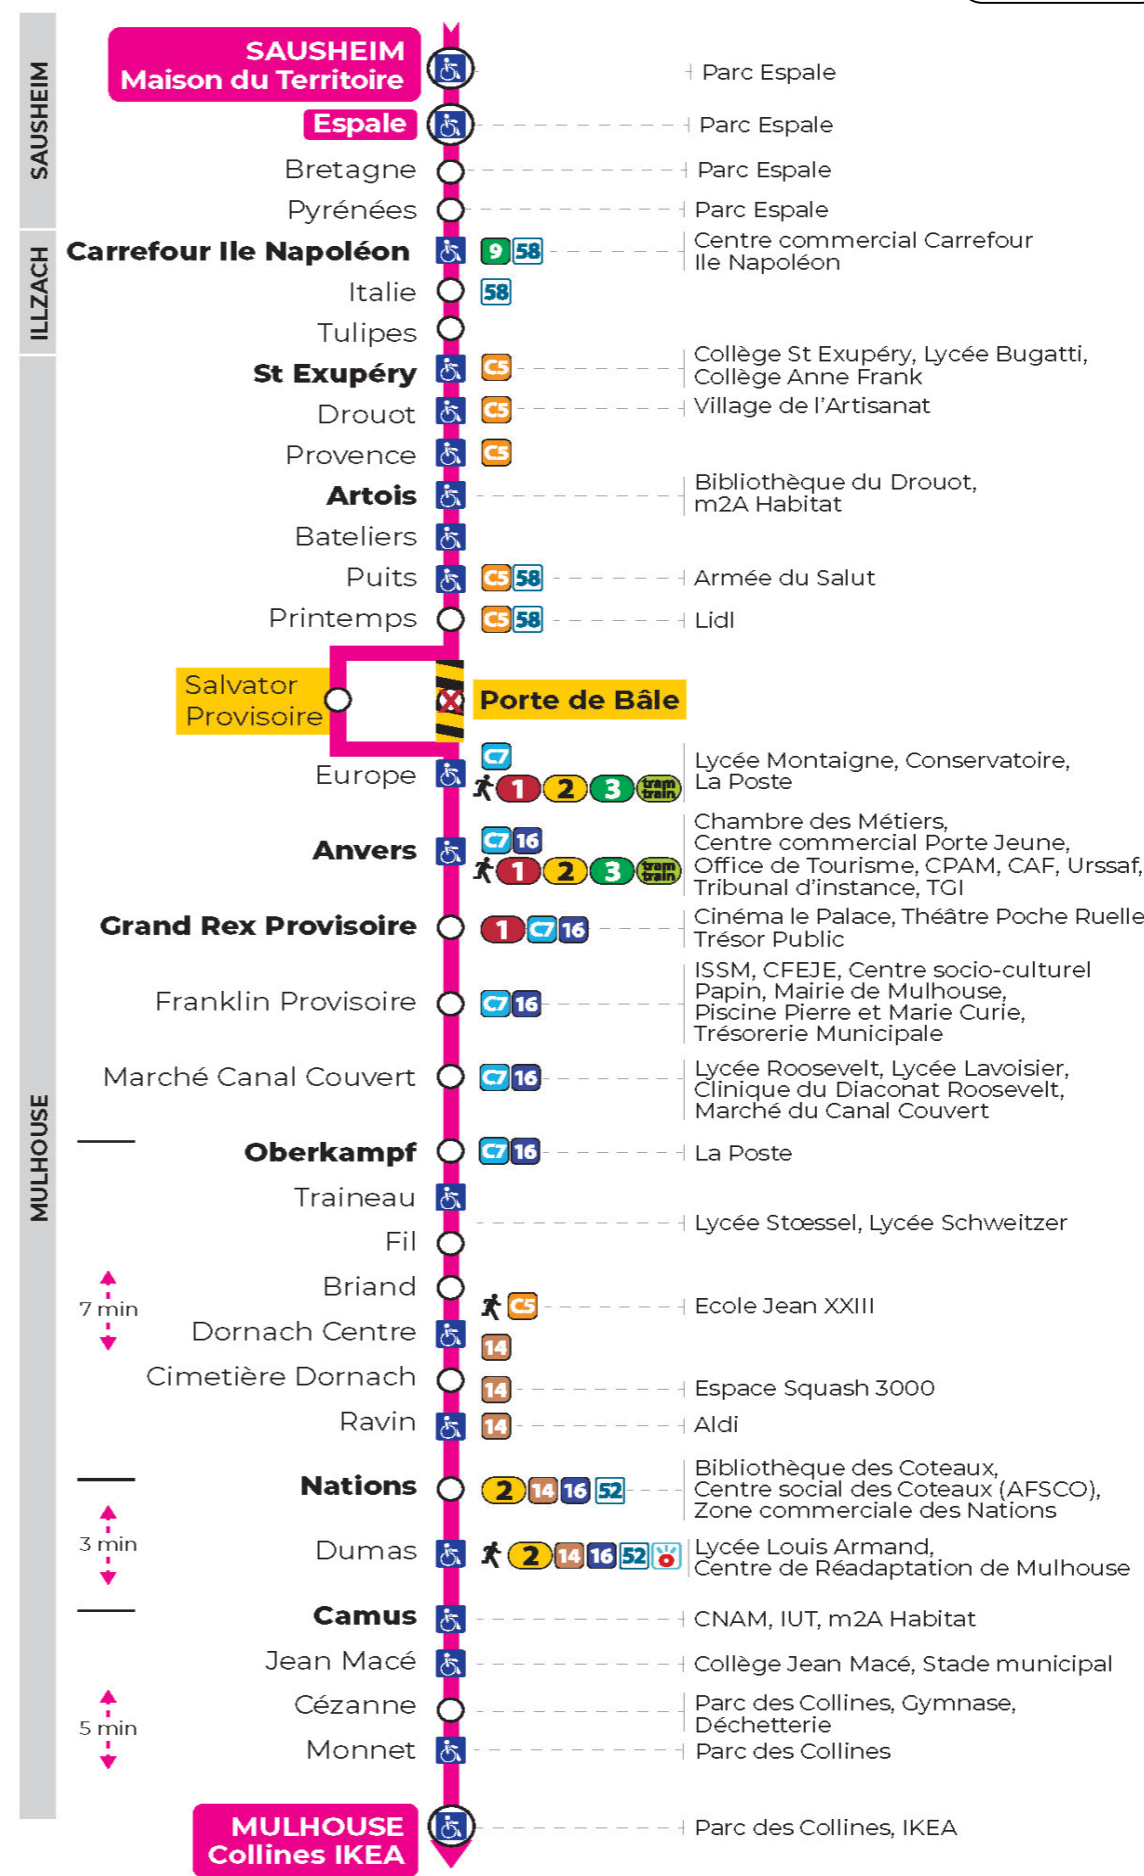 SAUSHEIM
SAUSHEIM
Maison du Territoire
Parc Espale
Espale
Parc Espale
Bretagne
Parc Espale
Pyrénées
Parc Espale
ILLZACH
Carrefour Ile Napoléon
9 58
Centre commercial Carrefour
Ile Napoléon
Italie
58
Tulipes
MULHOUSE
St Exupéry
C5
Collège St Exupéry, Lycée Bugatti,
Collège Anne Frank
Drouot
C5
Village de l'Artisanat
Provence
C5
Artois
Bibliothèque du Drouot,
m2A Habitat
Bateliers
Puits
C5 58
Armée du Salut
Printemps
C5 58
Lidl
Salvator
Provisoire
Porte de Bâle
Europe
C7
1 2 3 tram train
Lycée Montaigne, Conservatoire,
La Poste
Anvers
C7 16
1 2 3 tram train
Chambre des Métiers,
Centre commercial Porte Jeune,
Office de Tourisme, CPAM, CAF, Urssaf,
Tribunal d'instance, TGI
Grand Rex Provisoire
1 C7 16
Cinéma le Palace, Théâtre Poche Ruelle
Trésor Public
Franklin Provisoire
C7 16
ISSM, CFEJE, Centre socio-culturel
Papin, Mairie de Mulhouse,
Piscine Pierre et Marie Curie,
Trésorerie Municipale
Marché Canal Couvert
C7 16
Lycée Roosevelt, Lycée Lavoisier,
Clinique du Diaconat Roosevelt,
Marché du Canal Couvert
Oberkampf
C7 16
La Poste
Traineau
Lycée Stœssel, Lycée Schweitzer
Fil
Briand
7 min
C5
Ecole Jean XXIII
Dornach Centre
14
Cimetière Dornach
14
Espace Squash 3000
Ravin
14
Aldi
Nations
2 14 16 52
Bibliothèque des Coteaux,
Centre social des Coteaux (AFSCO),
Zone commerciale des Nations
3 min
Dumas
2 14 16 52
Lycée Louis Armand,
Centre de Réadaptation de Mulhouse
Camus
CNAM, IUT, m2A Habitat
Jean Macé
Collège Jean Macé, Stade municipal
Cézanne
Parc des Collines, Gymnase,
Déchetterie
5 min
Monnet
Parc des Collines
MULHOUSE
Collines IKEA
Parc des Collines, IKEA